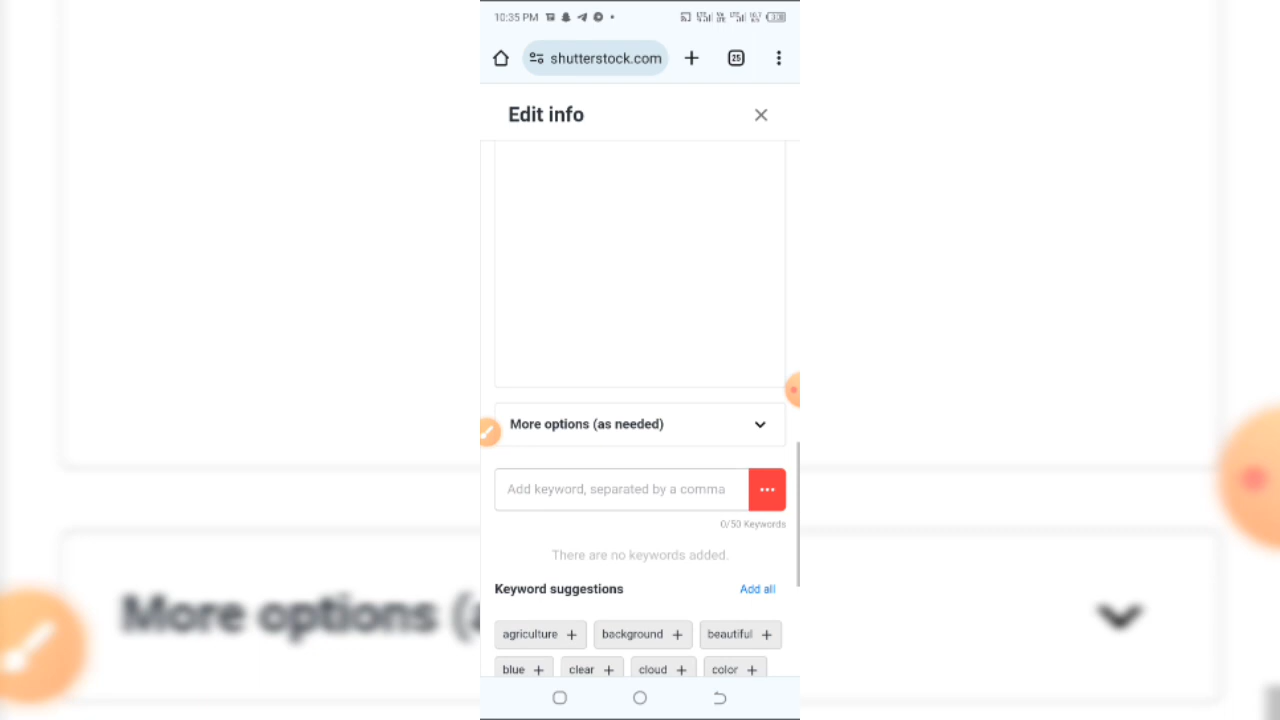 10:35 PM
25
shutterstock.com
Edit info
More options (as needed)
Add keyword, separated by a comma
0/50 Keywords
There are no keywords added.
Keyword suggestions
Add all
agriculture + background + beautiful +
blue + clear + cloud + color +
More options (